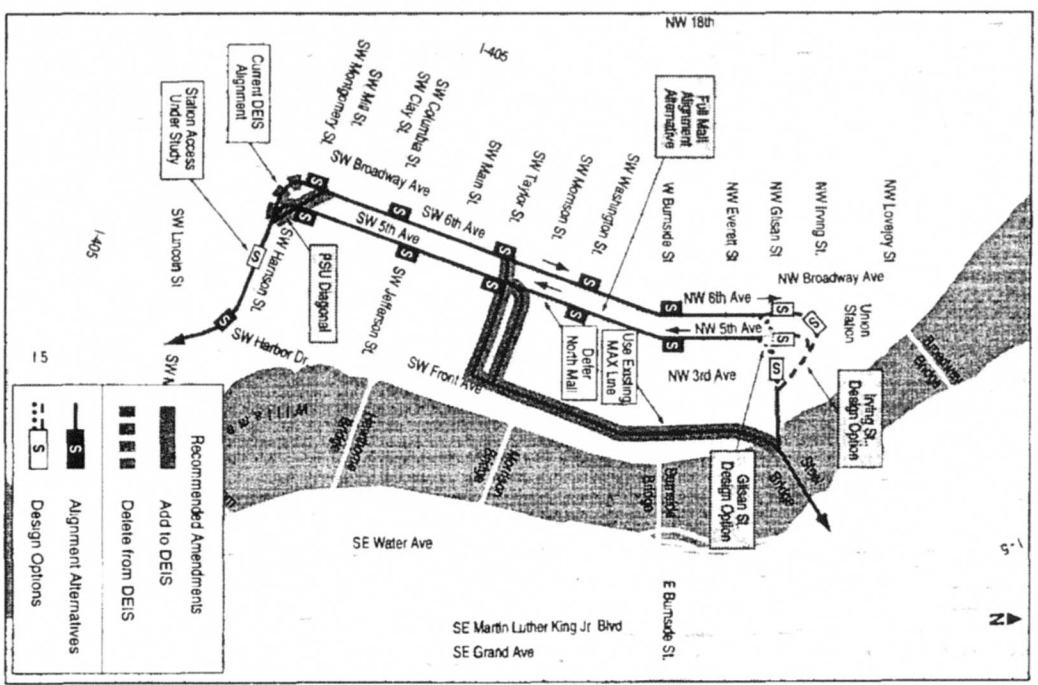 NW 18th
I-405
SW Montgomery St.
SW Mill St.
SW Clay St.
SW Columbia St.
SW Main St.
SW Taylor St.
SW Morrison St.
SW Washington St.
W Burnside St
NW Everett St
NW Glisan St
NW Irving St.
NW Lovejoy St
Current DEIS
Alignment
Station Access
Under Study
Full Mall
Alignment
Alternative
SW Broadway Ave
SW 6th Ave
SW 5th Ave
NW Broadway Ave
NW 6th Ave
NW 5th Ave
NW 3rd Ave
Union
Station
I-405
SW Lincoln St
SW Harrison St.
PSU Diagonal
SW Jefferson St.
SW Harbor Dr
SW Front Ave
Defer
North Mall
Use Existing
MAX Line
Irving St.
Design Option
Glisan St.
Design Option
Broadway
Bridge
Steel
Bridge
Burnside
Bridge
Morrison
Bridge
Hawthorne
Bridge
I 5
I-5
SW M
Recommended Amendments
Add to DEIS
Delete from DEIS
S Alignment Alternatives
S Design Options
SE Water Ave
E Burnside St.
SE Martin Luther King Jr Blvd
SE Grand Ave
N